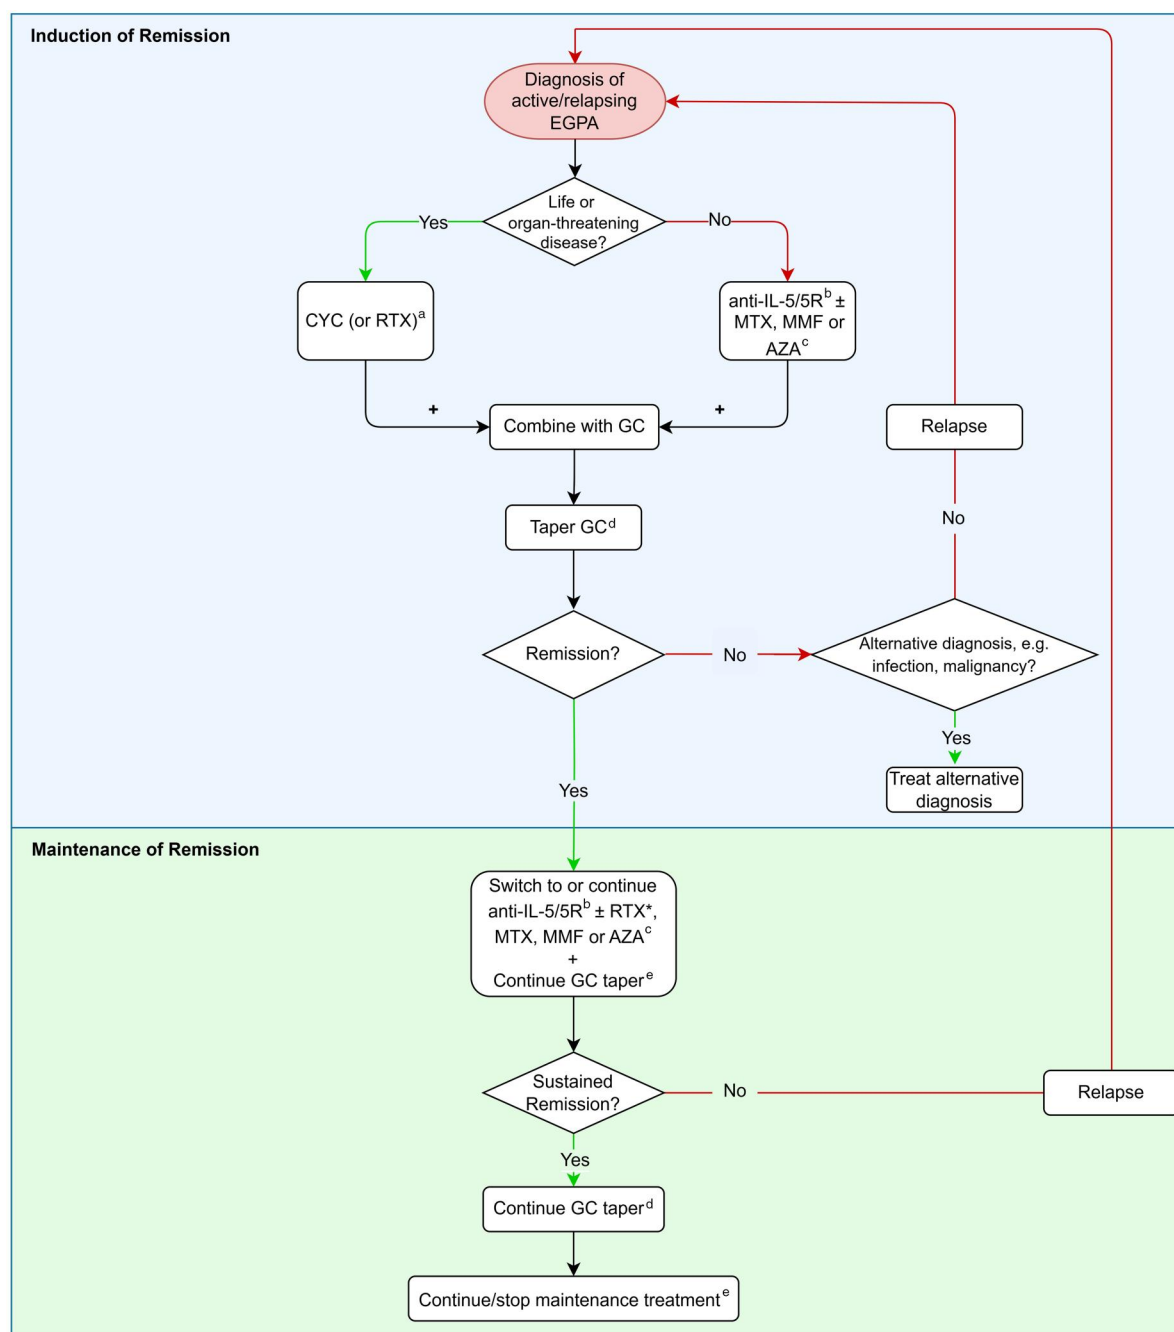 Induction of Remission
Diagnosis of
active/relapsing
EGPA
Life or
organ-threatening
disease?
Yes
No
CYC (or RTX)ᵃ
anti-IL-5/5Rᵇ ±
MTX, MMF or
AZAᶜ
+
+
Combine with GC
Relapse
Taper GCᵈ
No
Remission?
No
Alternative diagnosis, e.g.
infection, malignancy?
Yes
Treat alternative
diagnosis
Yes
Maintenance of Remission
Switch to or continue
anti-IL-5/5Rᵇ ± RTX*,
MTX, MMF or AZAᶜ
+
Continue GC taperᵉ
Sustained
Remission?
No
Relapse
Yes
Continue GC taperᵈ
Continue/stop maintenance treatmentᵉ